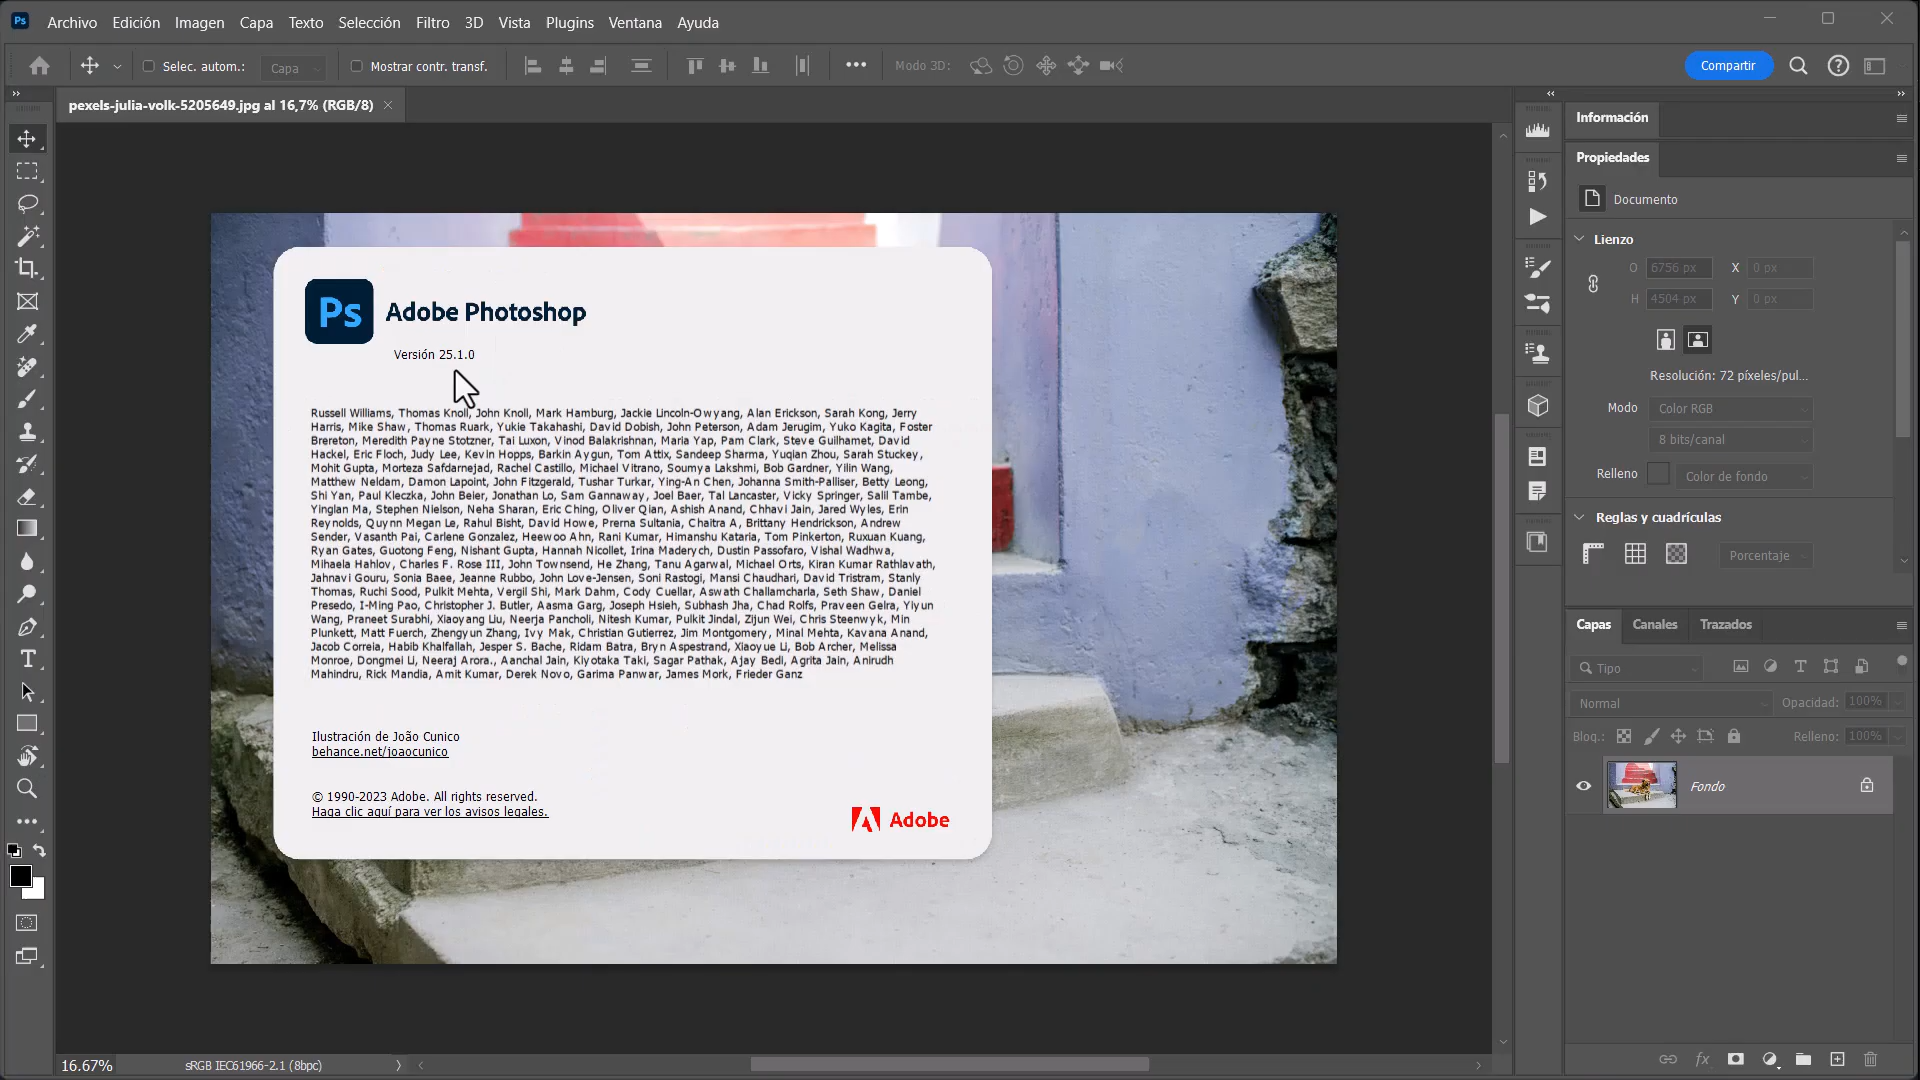 Ps
Archivo Edición Imagen Capa Texto Selección Filtro 3D Vista Plugins Ventana Ayuda
Selec. autom.: Capa Mostrar contr. transf. Modo 3D: Compartir
pexels-julia-volk-5205649.jpg al 16,7% (RGB/8)
Ps Adobe Photoshop
Versión 25.1.0
Russell Williams, Thomas Knoll, John Knoll, Mark Hamburg, Jackie Lincoln-Owyang, Alan Erickson, Sarah Kong, Jerry
Harris, Mike Shaw, Thomas Ruark, Yukie Takahashi, David Dobish, John Peterson, Adam Jerugim, Yuko Kagita, Foster
Brereton, Meredith Payne Stotzner, Tai Luxon, Vinod Balakrishnan, Maria Yap, Pam Clark, Steve Guilhamet, David
Hackel, Eric Floch, Judy Lee, Kevin Hopps, Barkin Aygun, Tom Attix, Sandeep Sharma, Yuqian Zhou, Sarah Stuckey,
Mohit Gupta, Morteza Safdarnejad, Rachel Castillo, Michael Vitrano, Soumya Lakshmi, Bob Gardner, Yilin Wang,
Matthew Neldam, Damon Lapoint, John Fitzgerald, Tushar Turkar, Ying-An Chen, Johanna Smith-Palliser, Betty Leong,
Shi Yan, Paul Kleczka, John Beier, Jonathan Lo, Sam Gannaway, Joel Baer, Tal Lancaster, Vicky Springer, Salil Tambe,
Yinglan Ma, Stephen Nielson, Neha Sharan, Eric Ching, Oliver Qian, Ashish Anand, Chhavi Jain, Jared Wyles, Erin
Reynolds, Quynn Megan Le, Rahul Bisht, David Howe, Prerna Sultania, Chaitra A, Brittany Hendrickson, Andrew
Sender, Vasanth Pai, Carlene Gonzalez, Heewoo Ahn, Rani Kumar, Himanshu Kataria, Tom Pinkerton, Ruxuan Kuang,
Ryan Gates, Guotong Feng, Nishant Gupta, Hannah Nicollet, Irina Maderych, Dustin Passofaro, Vishal Wadhwa,
Mihaela Hahlov, Charles F. Rose III, John Townsend, He Zhang, Tanu Agarwal, Michael Orts, Kiran Kumar Rathlavath,
Jahnavi Gouru, Sonia Baee, Jeanne Rubbo, John Love-Jensen, Soni Rastogi, Mansi Chaudhari, David Tristram, Stanly
Thomas, Ruchi Sood, Pulkit Mehta, Vergil Shi, Mark Dahm, Cody Cuellar, Aswath Challamcharla, Seth Shaw, Daniel
Presedo, I-Ming Pao, Christopher J. Butler, Aasma Garg, Joseph Hsieh, Subhash Jha, Chad Rolfs, Praveen Gelra, Yiyun
Wang, Praneet Surabhi, Xiaoyang Liu, Neerja Pancholi, Nitesh Kumar, Pulkit Jindal, Zijun Wei, Chris Steenwyk, Min
Plunkett, Matt Fuerch, Zhengyun Zhang, Ivy Mak, Christian Gutierrez, Jim Montgomery, Minal Mehta, Kavana Anand,
Jacob Correia, Habib Khalfallah, Jesper S. Bache, Ridam Batra, Bryn Aspestrand, Xiaoyue Li, Bob Archer, Melissa
Monroe, Dongmei Li, Neeraj Arora., Aanchal Jain, Kiyotaka Taki, Sagar Pathak, Ajay Bedi, Agrita Jain, Anirudh
Mahindru, Rick Mandia, Amit Kumar, Derek Novo, Garima Panwar, James Mork, Frieder Ganz
Ilustración de João Cunico
behance.net/joaocunico
© 1990-2023 Adobe. All rights reserved.
Haga clic aquí para ver los avisos legales.
Adobe
Información
Propiedades
Documento
Lienzo
O 6756 px X 0 px
H 4504 px Y 0 px
Resolución: 72 píxeles/pul...
Modo Color RGB
8 bits/canal
Relleno Color de fondo
Reglas y cuadrículas
Porcentaje
Capas Canales Trazados
Tipo
Normal Opacidad: 100%
Bloq.: Relleno: 100%
Fondo
fx
16.67% sRGB IEC61966-2.1 (8bpc)